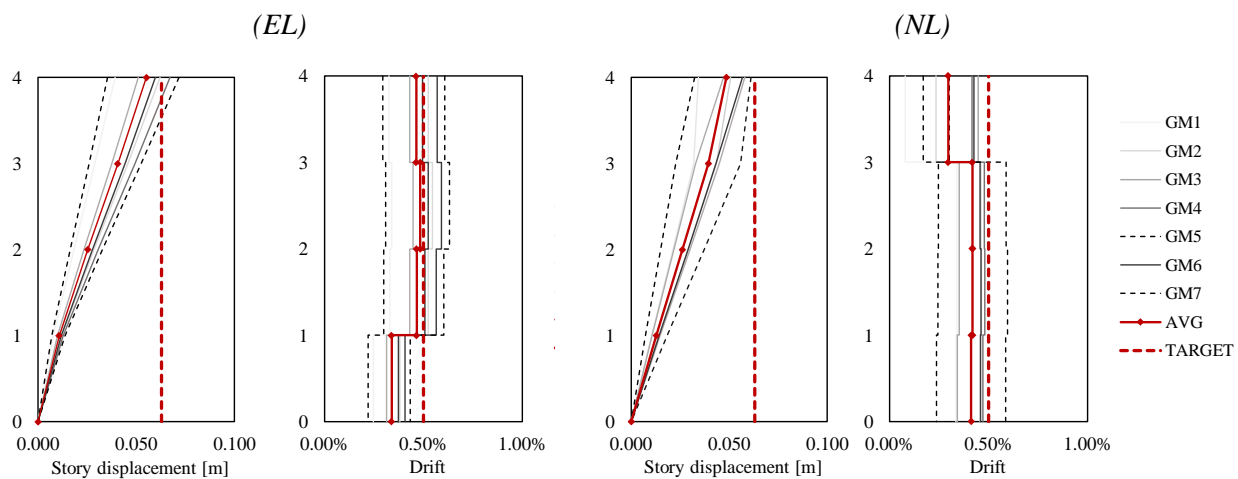 (EL)
(NL)
4
3
2
1
0
0.000
0.050
0.100
Story displacement [m]
4
3
2
1
0
0.00%
0.50%
1.00%
Drift
4
3
2
1
0
0.000
0.050
0.100
Story displacement [m]
4
3
2
1
0
0.00%
0.50%
1.00%
Drift
GM1
GM2
GM3
GM4
GM5
GM6
GM7
AVG
TARGET